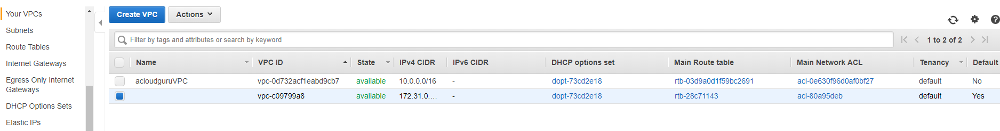 Your VPCs
Subnets
Route Tables
Internet Gateways
Egress Only Internet
Gateways
DHCP Options Sets
Elastic IPs
Create VPC Actions
Filter by tags and attributes or search by keyword 1 to 2 of 2
Name VPC ID State IPv4 CIDR IPv6 CIDR DHCP options set Main Route table Main Network ACL Tenancy Default
acloudguruVPC vpc-0d732acf1eabd9cb7 available 10.0.0.0/16 - dopt-73cd2e18 rtb-03d9a0d1f59bc2691 acl-0e630f96d0af0bf27 default No
vpc-c09799a8 available 172.31.0.... - dopt-73cd2e18 rtb-28c71143 acl-80a95deb default Yes